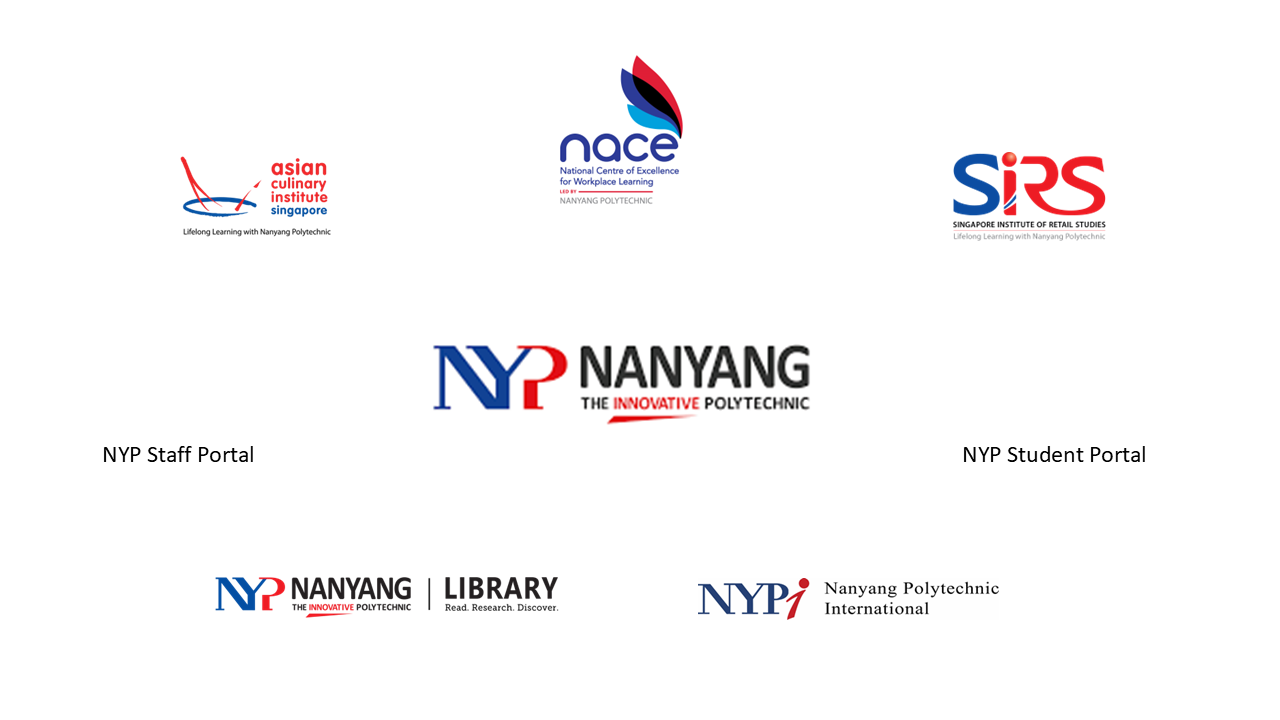 nace
National Centre of Excellence
for Workplace Learning
LED BY
NANYANG POLYTECHNIC
asian
culinary
institute
singapore
Lifelong Learning with Nanyang Polytechnic
SiRS
SINGAPORE INSTITUTE OF RETAIL STUDIES
Lifelong Learning with Nanyang Polytechnic
NYP NANYANG
THE INNOVATIVE POLYTECHNIC
NYP Staff Portal
NYP Student Portal
NYP NANYANG
THE INNOVATIVE POLYTECHNIC
LIBRARY
Read. Research. Discover.
NYPi
Nanyang Polytechnic
International